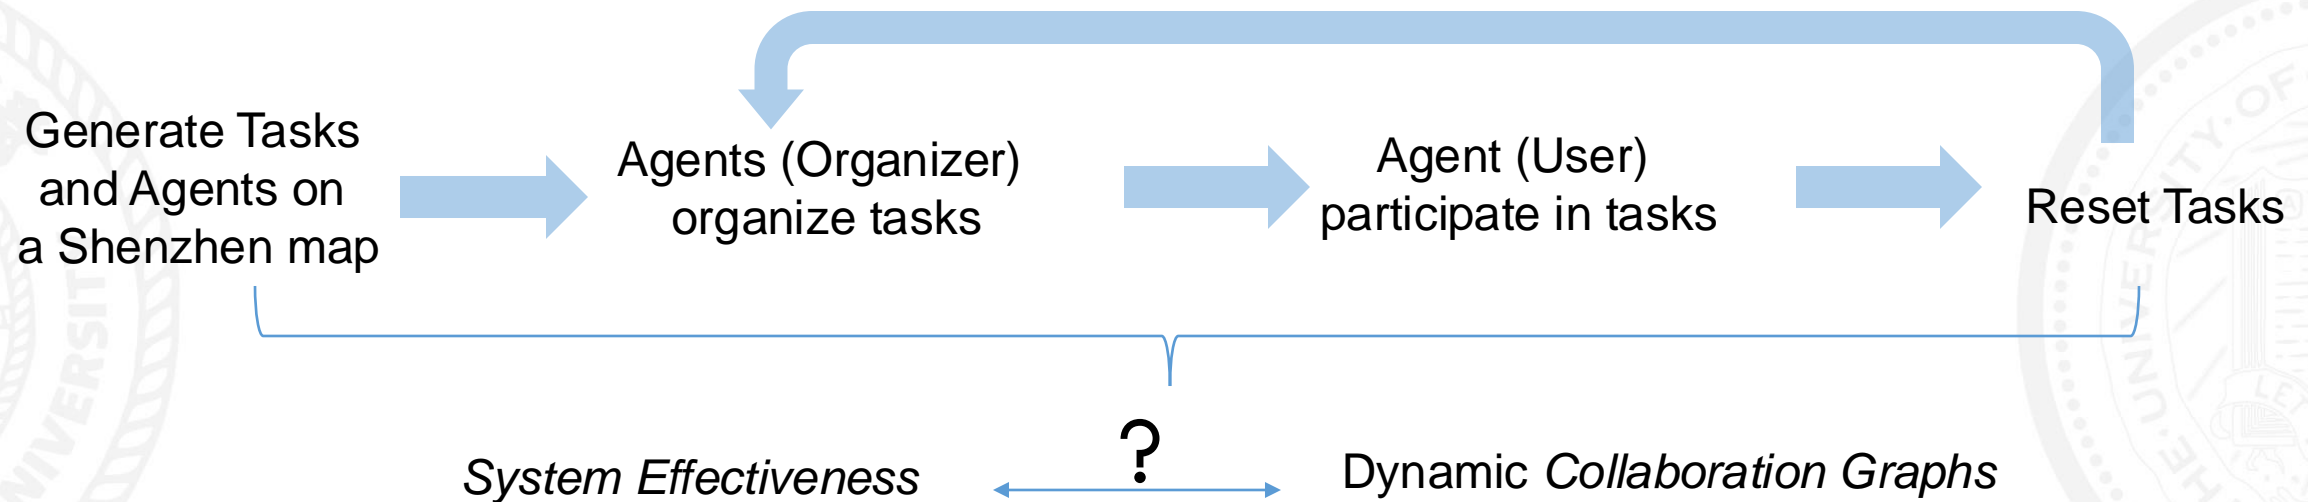 Generate Tasks
and Agents on
a Shenzhen map
Agents (Organizer)
organize tasks
Agent (User)
participate in tasks
Reset Tasks
?
System Effectiveness
Dynamic Collaboration Graphs